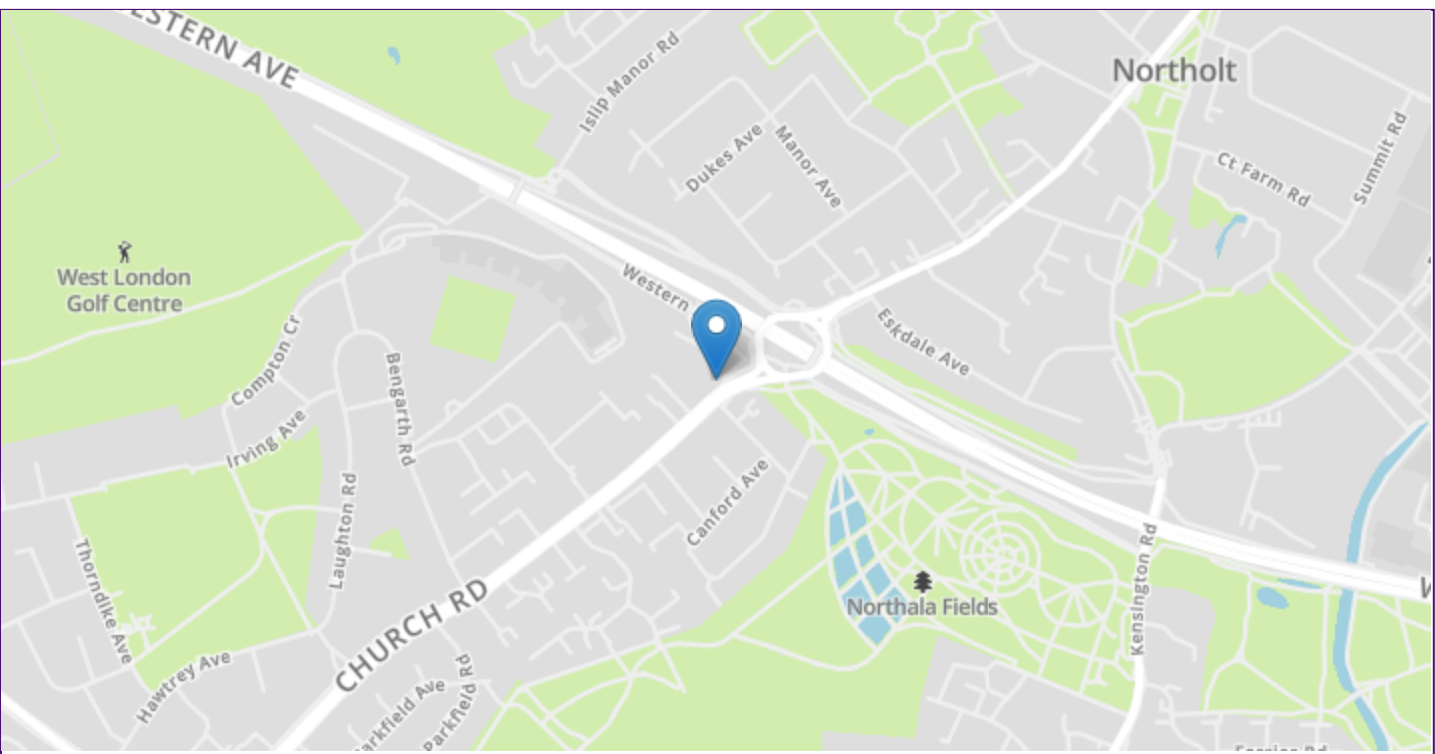 ESTERN AVE
Islip Manor Rd
Northolt
Dukes Ave
Manor Ave
Ct Farm Rd
Summit Rd
West London
Golf Centre
Western
Compton Cr
Eskdale Ave
Bengarth Rd
Irving Ave
Canford Ave
Laughton Rd
Thorndike Ave
Kensington Rd
Northala Fields
CHURCH RD
Hawtrey Ave
arkfield Ave
Parkfield Rd